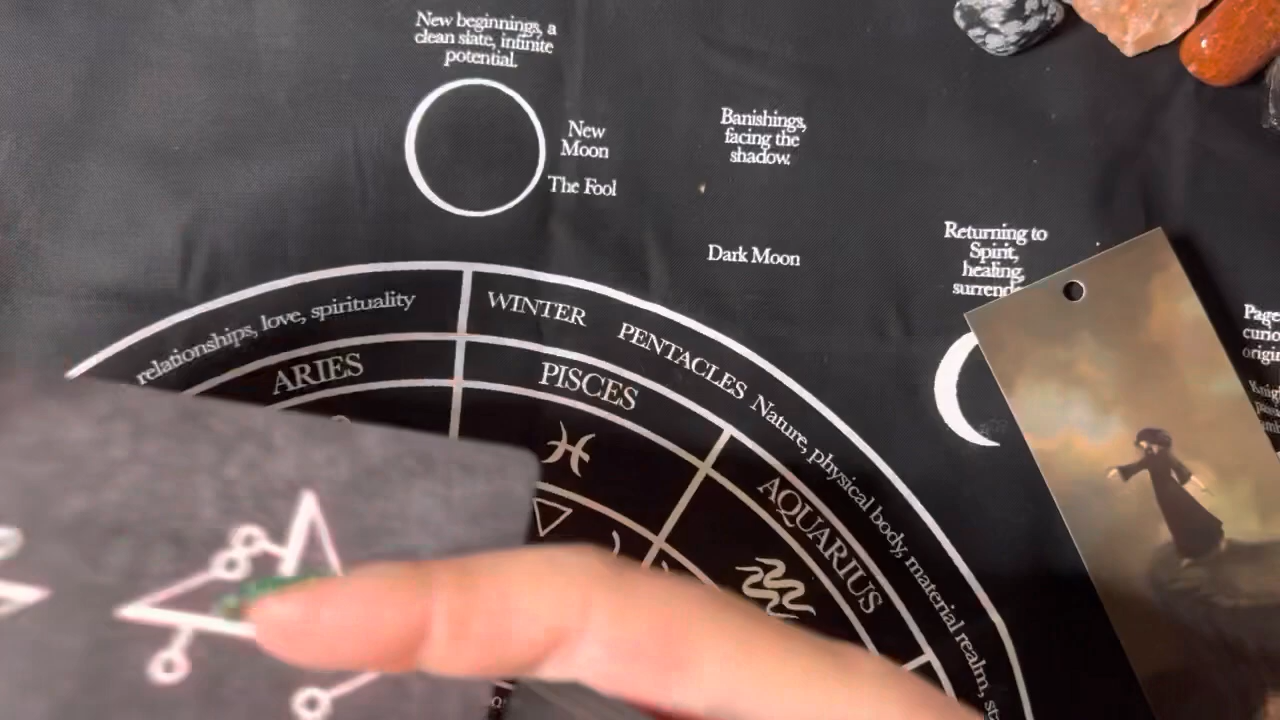 New beginnings, a
clean slate, infinite
potential.
New
Moon
The Fool
Banishings,
facing the
shadow.
Dark Moon
Returning to
Spirit,
healing,
relationships, love, spirituality
WINTER PENTACLES Nature, physical body, material realm,
ARIES
PISCES
AQUARIUS